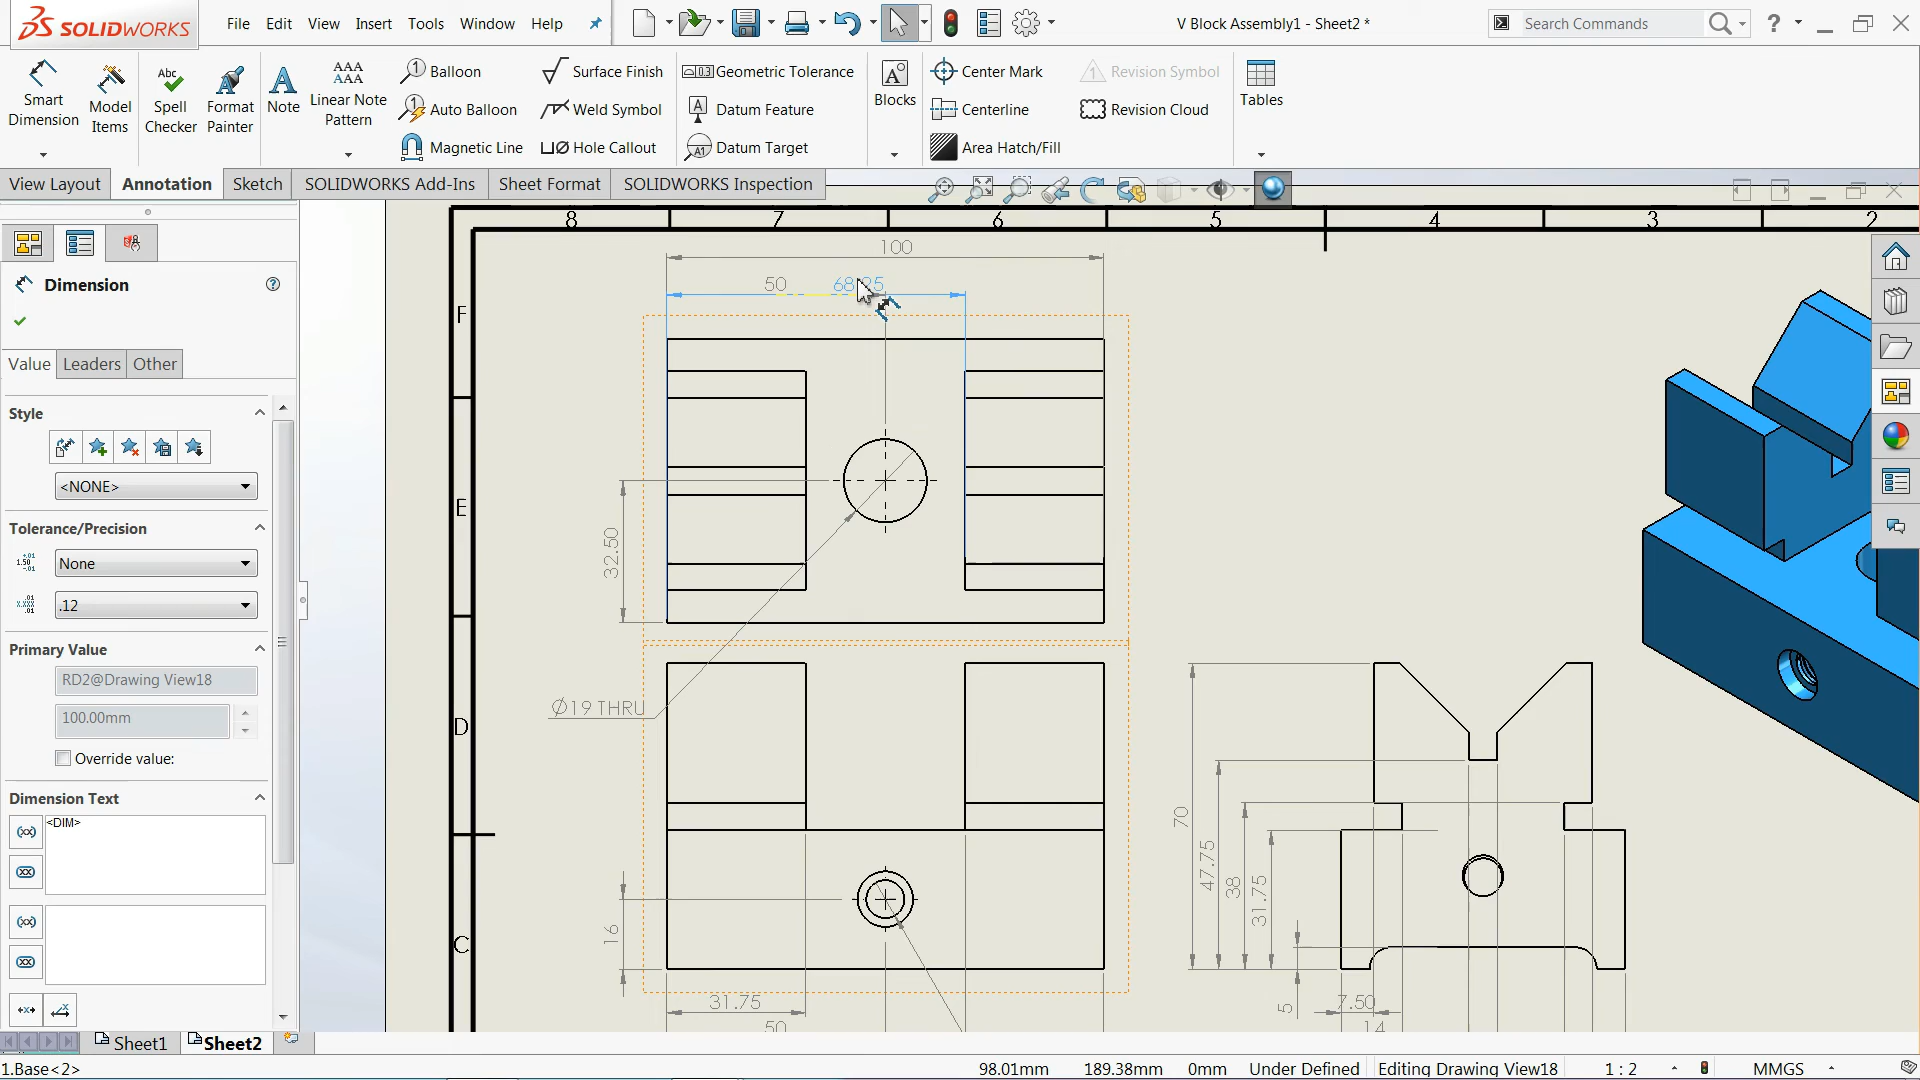 SOLIDWORKS
File Edit View Insert Tools Window Help
V Block Assembly1 - Sheet2 *
Search Commands
?
Smart Dimension
Model Items
Abc
Spell Checker
Format Painter
Note
Linear Note Pattern
Balloon
Auto Balloon
Magnetic Line
Surface Finish
Weld Symbol
Hole Callout
Geometric Tolerance
Datum Feature
Datum Target
Blocks
Center Mark
Centerline
Area Hatch/Fill
Revision Symbol
Revision Cloud
Tables
View Layout
Annotation
Sketch
SOLIDWORKS Add-Ins
Sheet Format
SOLIDWORKS Inspection
8 7 6 5 4 3 2
Dimension
Value
Leaders
Other
Style
<NONE>
Tolerance/Precision
None
.12
Primary Value
RD2@Drawing View18
100.00mm
Override value:
Dimension Text
<DIM>
F
E
D
C
100
50
32.50
Ø19 THRU
16
31.75
50
70
47.75
38
31.75
5
7.50
14
Sheet1
Sheet2
1.Base<2>
98.01mm
189.38mm
0mm
Under Defined
Editing Drawing View18
1 : 2
MMGS